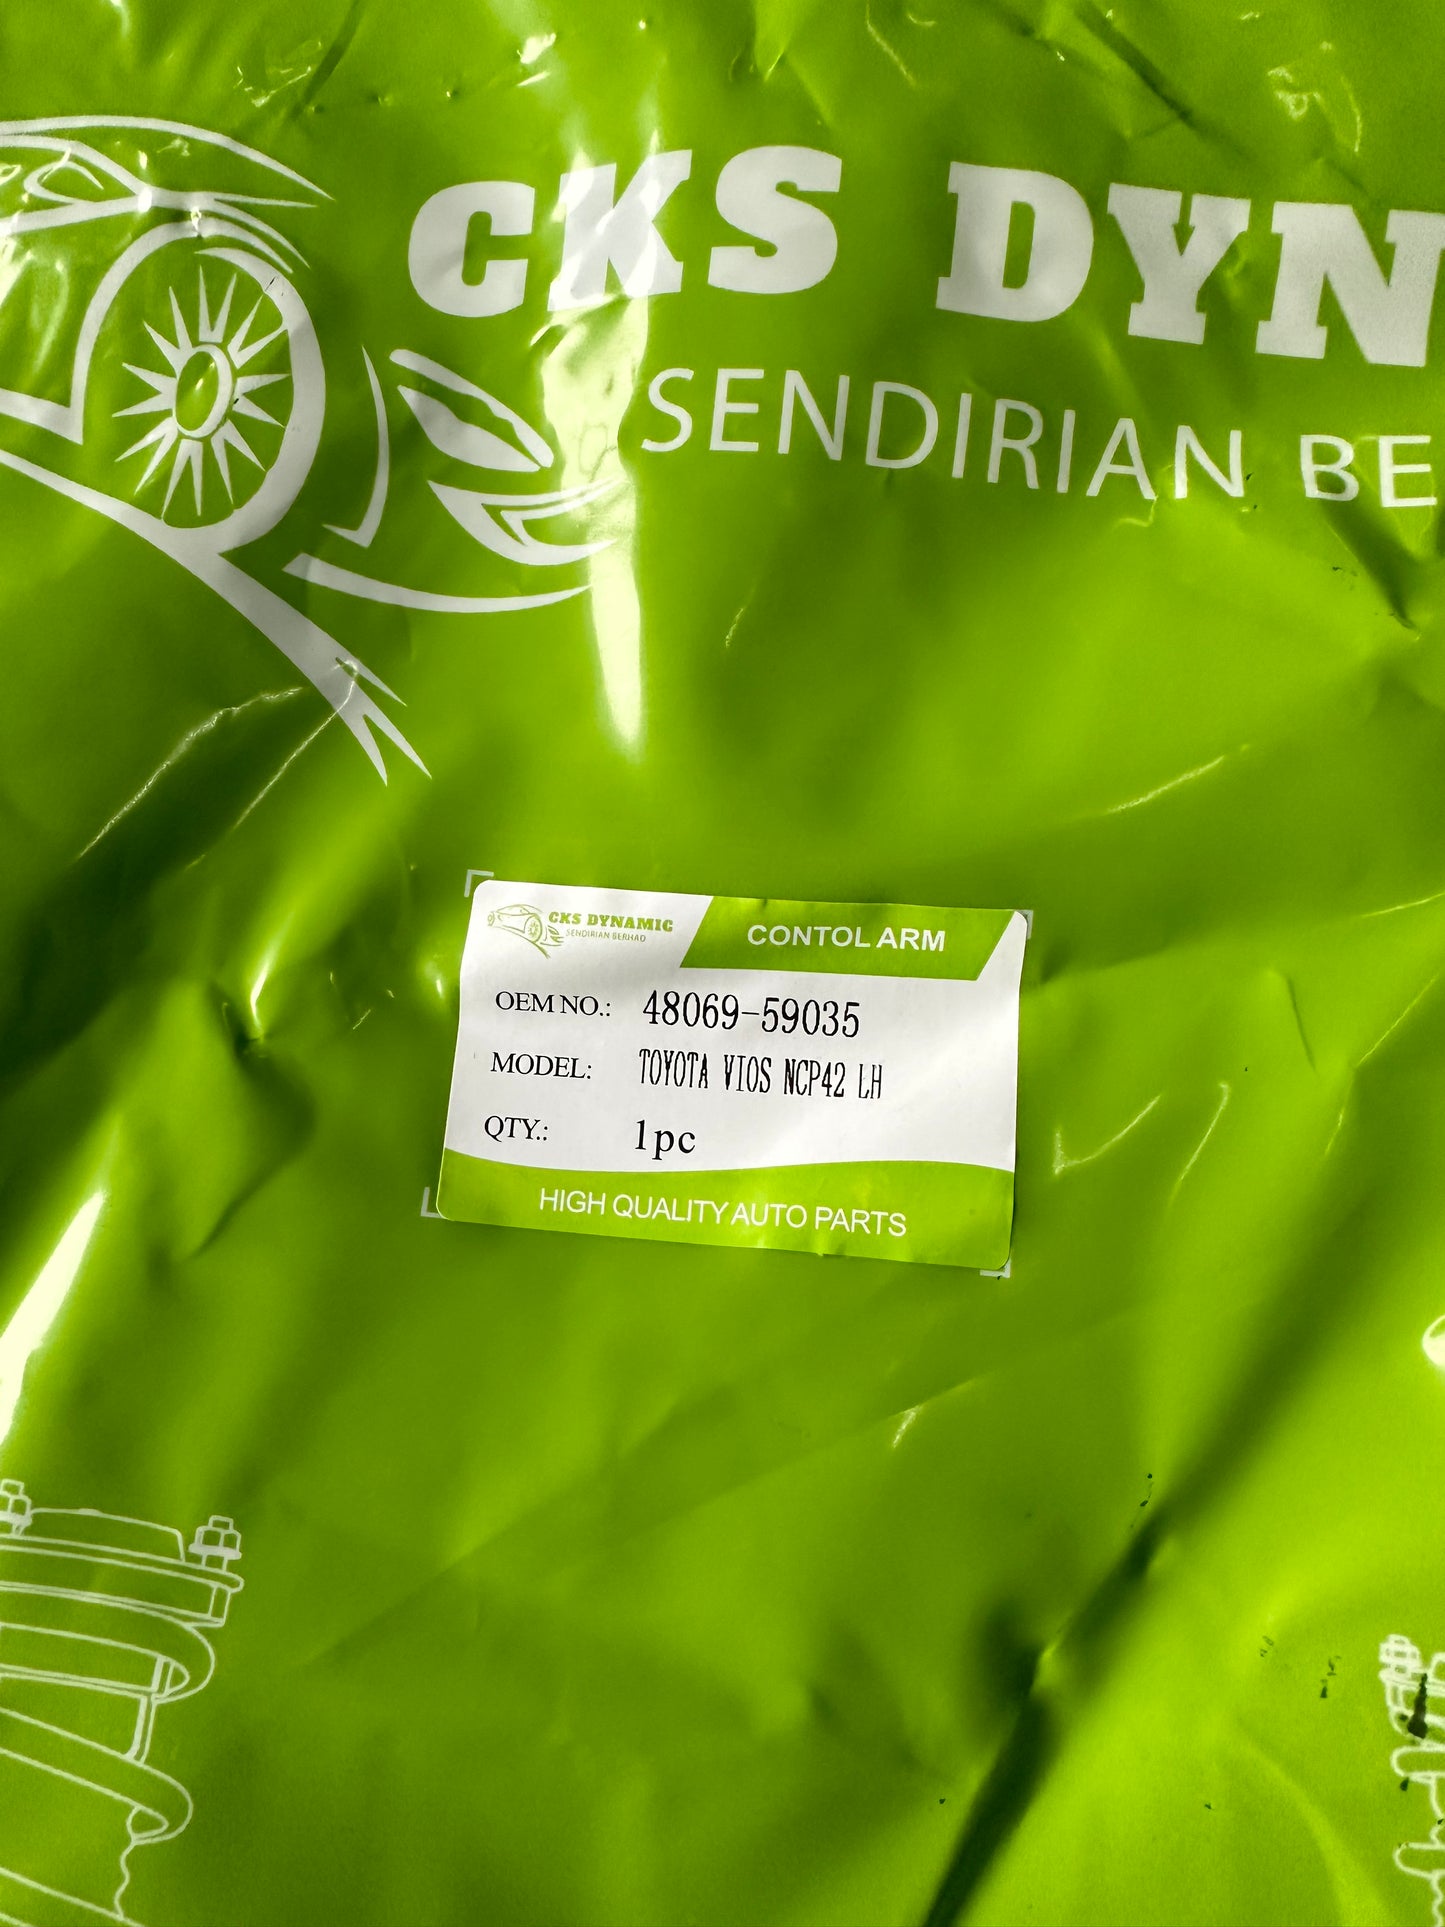 CKS DYN
SENDIRIAN BE
CKS DYNAMIC
SENDIRIAN BERHAD
CONTOL ARM
OEM NO.: 48069-59035
MODEL: TOYOTA VIOS NCP42 LH
QTY.: 1pc
HIGH QUALITY AUTO PARTS